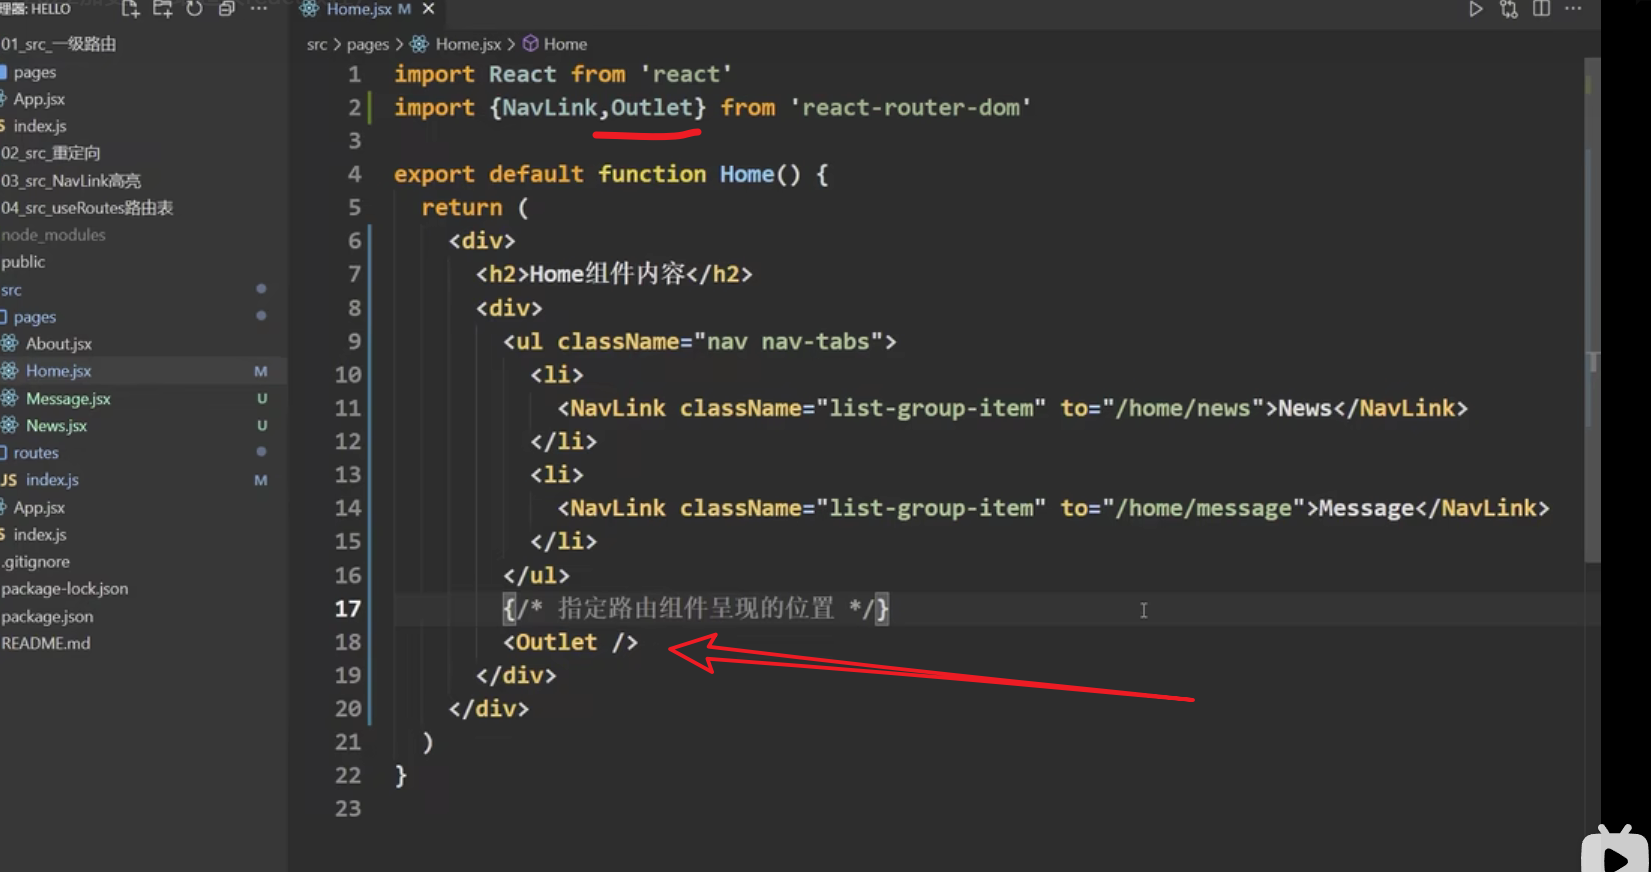 理器: HELLO
01_src_一级路由
pages
App.jsx
index.js
02_src_重定向
03_src_NavLink高亮
04_src_useRoutes路由表
node_modules
public
src
pages
About.jsx
Home.jsx M
Message.jsx U
News.jsx U
routes
JS index.js M
App.jsx
index.js
.gitignore
package-lock.json
package.json
README.md
Home.jsx M
src > pages > Home.jsx > Home
1 import React from 'react'
2 import {NavLink,Outlet} from 'react-router-dom'
3
4 export default function Home() {
5 return (
6 <div>
7 <h2>Home组件内容</h2>
8 <div>
9 <ul className="nav nav-tabs">
10 <li>
11 <NavLink className="list-group-item" to="/home/news">News</NavLink>
12 </li>
13 <li>
14 <NavLink className="list-group-item" to="/home/message">Message</NavLink>
15 </li>
16 </ul>
17 {/* 指定路由组件呈现的位置 */}
18 <Outlet />
19 </div>
20 </div>
21 )
22 }
23